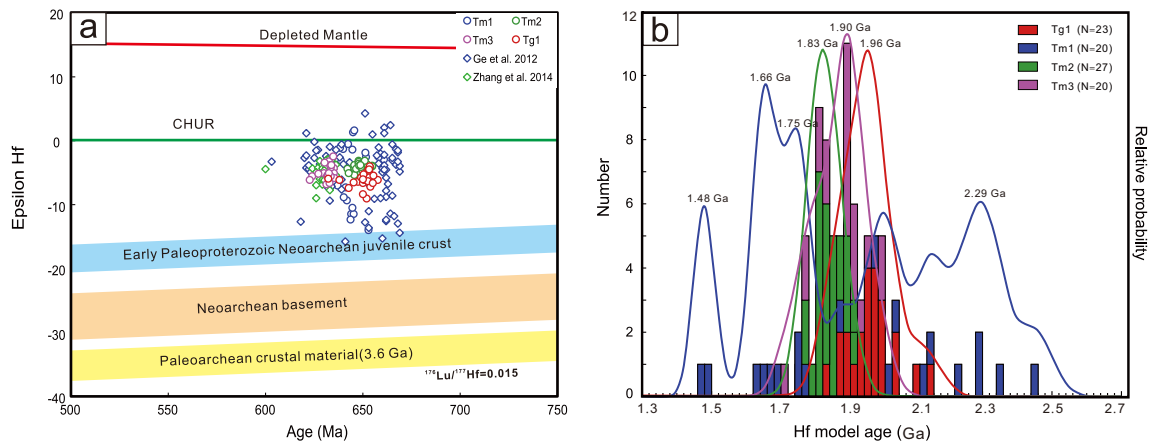 a
Depleted Mantle
Tm1 Tm2
Tm3 Tg1
Ge et al. 2012
Zhang et al. 2014
CHUR
Early Paleoproterozoic Neoarchean juvenile crust
Neoarchean basement
Paleoarchean crustal material(3.6 Ga)
¹⁷⁶Lu/¹⁷⁷Hf=0.015
20
10
0
-10
-20
-30
-40
Epsilon Hf
500 550 600 650 700 750
Age (Ma)
b
1.90 Ga
1.83 Ga 1.96 Ga
1.66 Ga
1.75 Ga
1.48 Ga
2.29 Ga
Tg1 (N=23)
Tm1 (N=20)
Tm2 (N=27)
Tm3 (N=20)
12
10
8
6
4
2
0
Number
Relative probability
1.3 1.5 1.7 1.9 2.1 2.3 2.5 2.7
Hf model age (Ga)